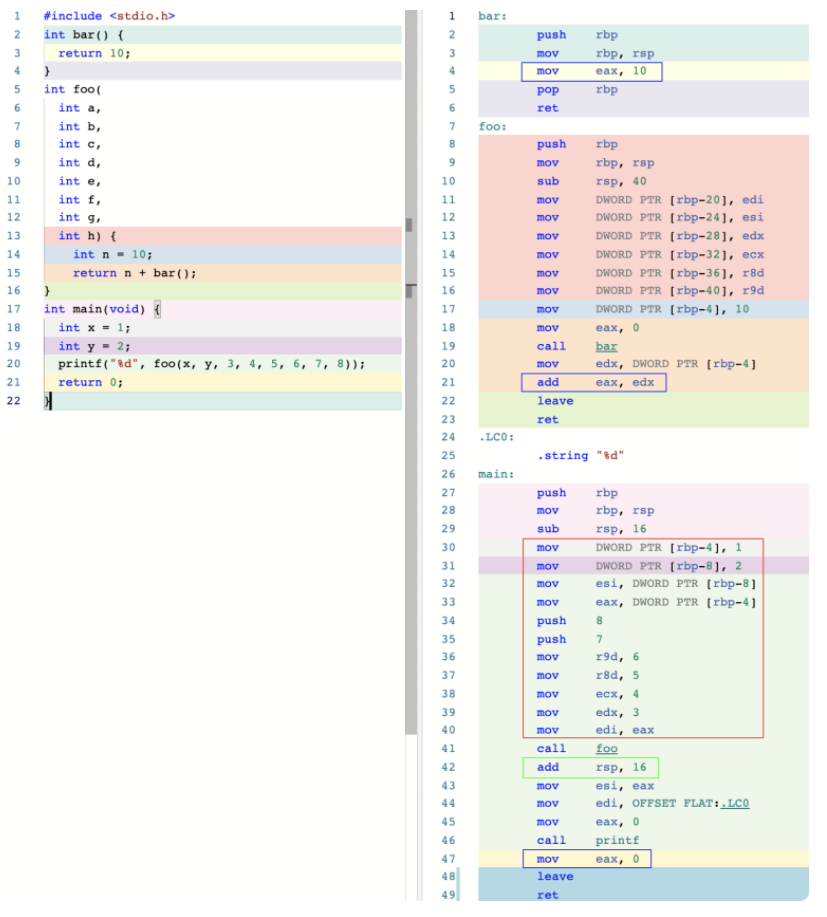 1 #include <stdio.h>
2 int bar() {
3 return 10;
4 }
5 int foo(
6 int a,
7 int b,
8 int c,
9 int d,
10 int e,
11 int f,
12 int g,
13 int h) {
14 int n = 10;
15 return n + bar();
16 }
17 int main(void) {
18 int x = 1;
19 int y = 2;
20 printf("%d", foo(x, y, 3, 4, 5, 6, 7, 8));
21 return 0;
22 }
1 bar:
2 push rbp
3 mov rbp, rsp
4 mov eax, 10
5 pop rbp
6 ret
7 foo:
8 push rbp
9 mov rbp, rsp
10 sub rsp, 40
11 mov DWORD PTR [rbp-20], edi
12 mov DWORD PTR [rbp-24], esi
13 mov DWORD PTR [rbp-28], edx
14 mov DWORD PTR [rbp-32], ecx
15 mov DWORD PTR [rbp-36], r8d
16 mov DWORD PTR [rbp-40], r9d
17 mov DWORD PTR [rbp-4], 10
18 mov eax, 0
19 call bar
20 mov edx, DWORD PTR [rbp-4]
21 add eax, edx
22 leave
23 ret
24 .LC0:
25 .string "%d"
26 main:
27 push rbp
28 mov rbp, rsp
29 sub rsp, 16
30 mov DWORD PTR [rbp-4], 1
31 mov DWORD PTR [rbp-8], 2
32 mov esi, DWORD PTR [rbp-8]
33 mov eax, DWORD PTR [rbp-4]
34 push 8
35 push 7
36 mov r9d, 6
37 mov r8d, 5
38 mov ecx, 4
39 mov edx, 3
40 mov edi, eax
41 call foo
42 add rsp, 16
43 mov esi, eax
44 mov edi, OFFSET FLAT:.LC0
45 mov eax, 0
46 call printf
47 mov eax, 0
48 leave
49 ret